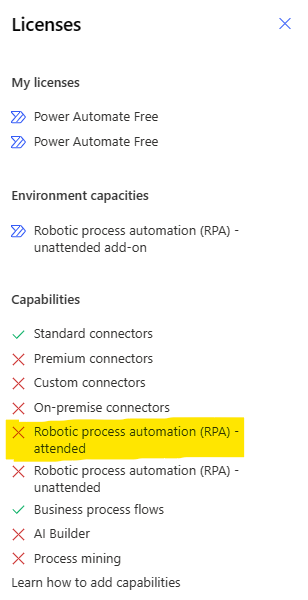 Licenses
My licenses
Power Automate Free
Power Automate Free
Environment capacities
Robotic process automation (RPA) -
unattended add-on
Capabilities
Standard connectors
Premium connectors
Custom connectors
On-premise connectors
Robotic process automation (RPA) -
attended
Robotic process automation (RPA) -
unattended
Business process flows
AI Builder
Process mining
Learn how to add capabilities